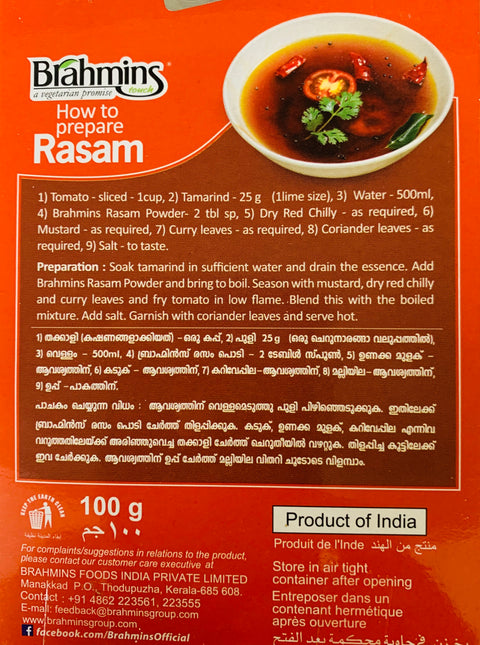 Brahmins®
a vegetarian promise touch
How to
prepare
Rasam
1) Tomato - sliced - 1cup, 2) Tamarind - 25 g (1lime size), 3) Water - 500ml,
4) Brahmins Rasam Powder- 2 tbl sp, 5) Dry Red Chilly - as required, 6)
Mustard - as required, 7) Curry leaves - as required, 8) Coriander leaves - as
required, 9) Salt - to taste.
Preparation : Soak tamarind in sufficient water and drain the essence. Add
Brahmins Rasam Powder and bring to boil. Season with mustard, dry red chilly
and curry leaves and fry tomato in low flame. Blend this with the boiled
mixture. Add salt. Garnish with coriander leaves and serve hot.
1) തക്കാളി (കഷണങ്ങളാക്കിയത്) -ഒരു കപ്പ്, 2) പുളി 25 g (ഒരു ചെറുനാരങ്ങാ വലുപ്പത്തിൽ),
3) വെള്ളം - 500ml, 4) ബ്രാഹ്മിൻസ് രസം പൊടി - 2 ടേബിൾ സ്പൂൺ, 5) ഉണക്ക മുളക് -
ആവശ്യത്തിന്, 6) കടുക് - ആവശ്യത്തിന്, 7) കറിവേപ്പില -ആവശ്യത്തിന്, 8) മല്ലിയില -ആവശ്യത്തിന്,
9) ഉപ്പ് -പാകത്തിന്.
പാചകം ചെയ്യുന്ന വിധം : ആവശ്യത്തിന് വെള്ളമെടുത്തു പുളി പിഴിഞ്ഞെടുക്കുക. ഇതിലേക്ക്
ബ്രാഹ്മിൻസ് രസം പൊടി ചേർത്ത് തിളപ്പിക്കുക. കടുക്, ഉണക്ക മുളക്, കറിവേപ്പില എന്നിവ
വറുത്തതിലേയ്ക്ക് അരിഞ്ഞുവെച്ച തക്കാളി ചേർത്ത് ചെറുതീയിൽ വഴറ്റുക. തിളപ്പിച്ച കൂട്ടിലേക്ക്
ഇവ ചേർക്കുക. ആവശ്യത്തിന് ഉപ്പ് ചേർത്ത് മല്ലിയില വിതറി ചൂടോടെ വിളമ്പാം.
KEEP THE EARTH CLEAN
100 g
١٠٠ جم
For complaints/suggestions in relations to the product,
please contact our customer care executive at
BRAHMINS FOODS INDIA PRIVATE LIMITED
Manakkad P.O., Thodupuzha, Kerala-685 608.
Contact : +91 4862 223561, 223555
E-mail: feedback@brahminsgroup.com
www.brahminsgroup.com
facebook.com/BrahminsOfficial
Product of India
Produit de l'Inde منتج من الهند
Store in air tight
container after opening
Entreposer dans un
contenant hermétique
après ouverture
في حاوية محكمة بعد الفتح